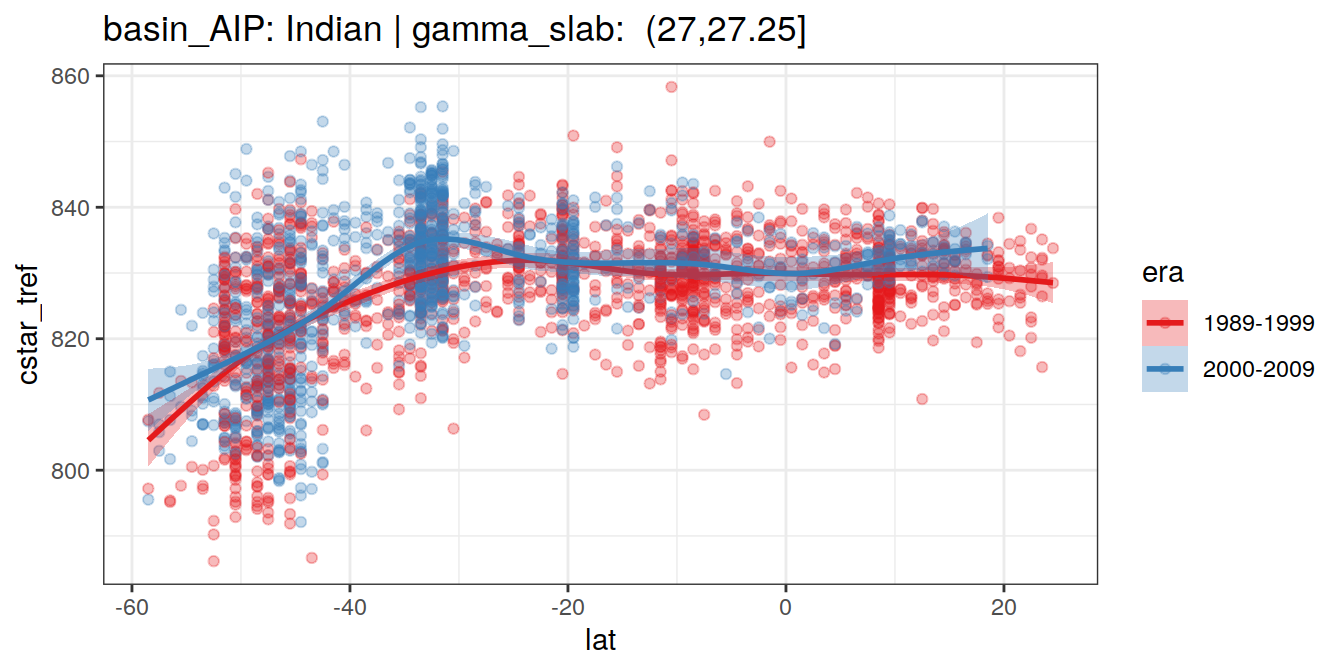 basin_AIP: Indian | gamma_slab:  (27,27.25]
860
840
820
800
cstar_tref
-60
-40
-20
0
20
lat
era
1989-1999
2000-2009